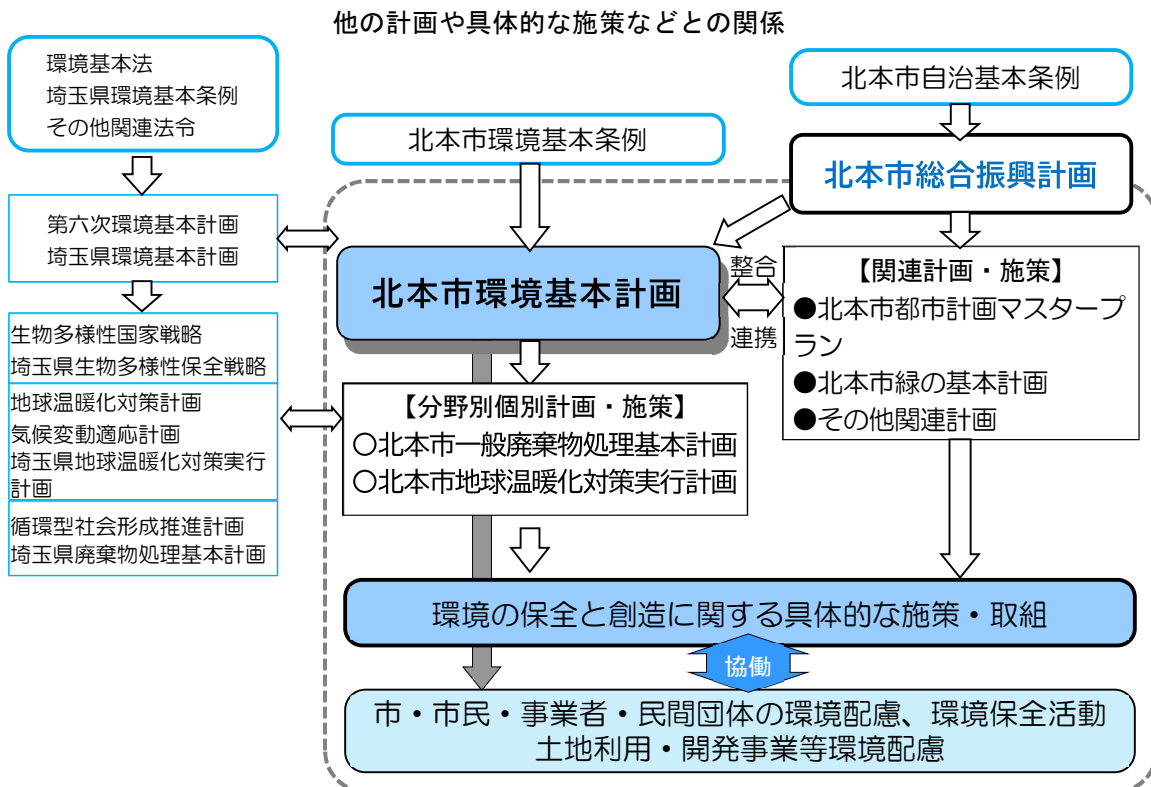 他の計画や具体的な施策などとの関係
環境基本法
埼玉県環境基本条例
その他関連法令
北本市環境基本条例
北本市自治基本条例
北本市総合振興計画
第六次環境基本計画
埼玉県環境基本計画
北本市環境基本計画
整合
連携
【関連計画・施策】
●北本市都市計画マスタープ
ラン
●北本市緑の基本計画
●その他関連計画
生物多様性国家戦略
埼玉県生物多様性保全戦略
地球温暖化対策計画
気候変動適応計画
埼玉県地球温暖化対策実行
計画
循環型社会形成推進計画
埼玉県廃棄物処理基本計画
【分野別個別計画・施策】
○北本市一般廃棄物処理基本計画
○北本市地球温暖化対策実行計画
環境の保全と創造に関する具体的な施策・取組
協働
市・市民・事業者・民間団体の環境配慮、環境保全活動
土地利用・開発事業等環境配慮